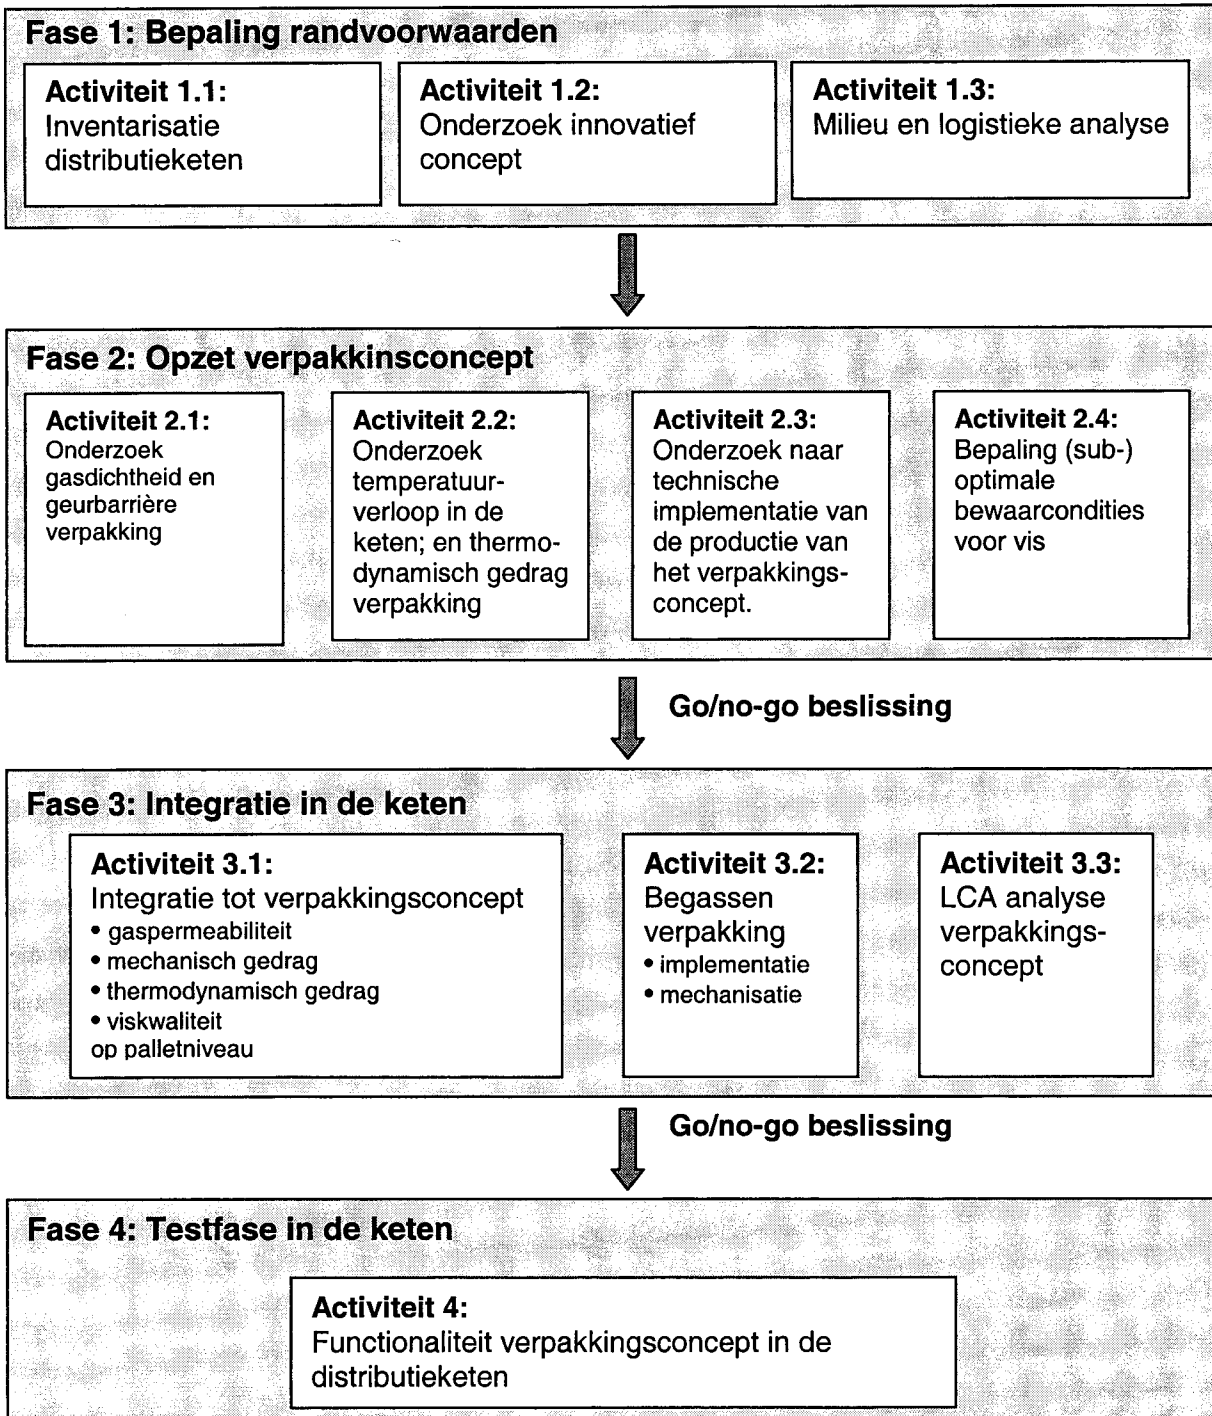 Fase 1: Bepaling randvoorwaarden
Activiteit 1.1:
Inventarisatie
distributieketen
Activiteit 1.2:
Onderzoek innovatief
concept
Activiteit 1.3:
Milieu en logistieke analyse
Fase 2: Opzet verpakkinsconcept
Activiteit 2.1:
Onderzoek
gasdichtheid en
geurbarrière
verpakking
Activiteit 2.2:
Onderzoek
temperatuur-
verloop in de
keten; en thermo-
dynamisch gedrag
verpakking
Activiteit 2.3:
Onderzoek naar
technische
implementatie van
de productie van
het verpakkings-
concept.
Activiteit 2.4:
Bepaling (sub-)
optimale
bewaarcondities
voor vis
Go/no-go beslissing
Fase 3: Integratie in de keten
Activiteit 3.1:
Integratie tot verpakkingsconcept
• gaspermeabiliteit
• mechanisch gedrag
• thermodynamisch gedrag
• viskwaliteit
op palletniveau
Activiteit 3.2:
Begassen
verpakking
• implementatie
• mechanisatie
Activiteit 3.3:
LCA analyse
verpakkings-
concept
Go/no-go beslissing
Fase 4: Testfase in de keten
Activiteit 4:
Functionaliteit verpakkingsconcept in de
distributieketen